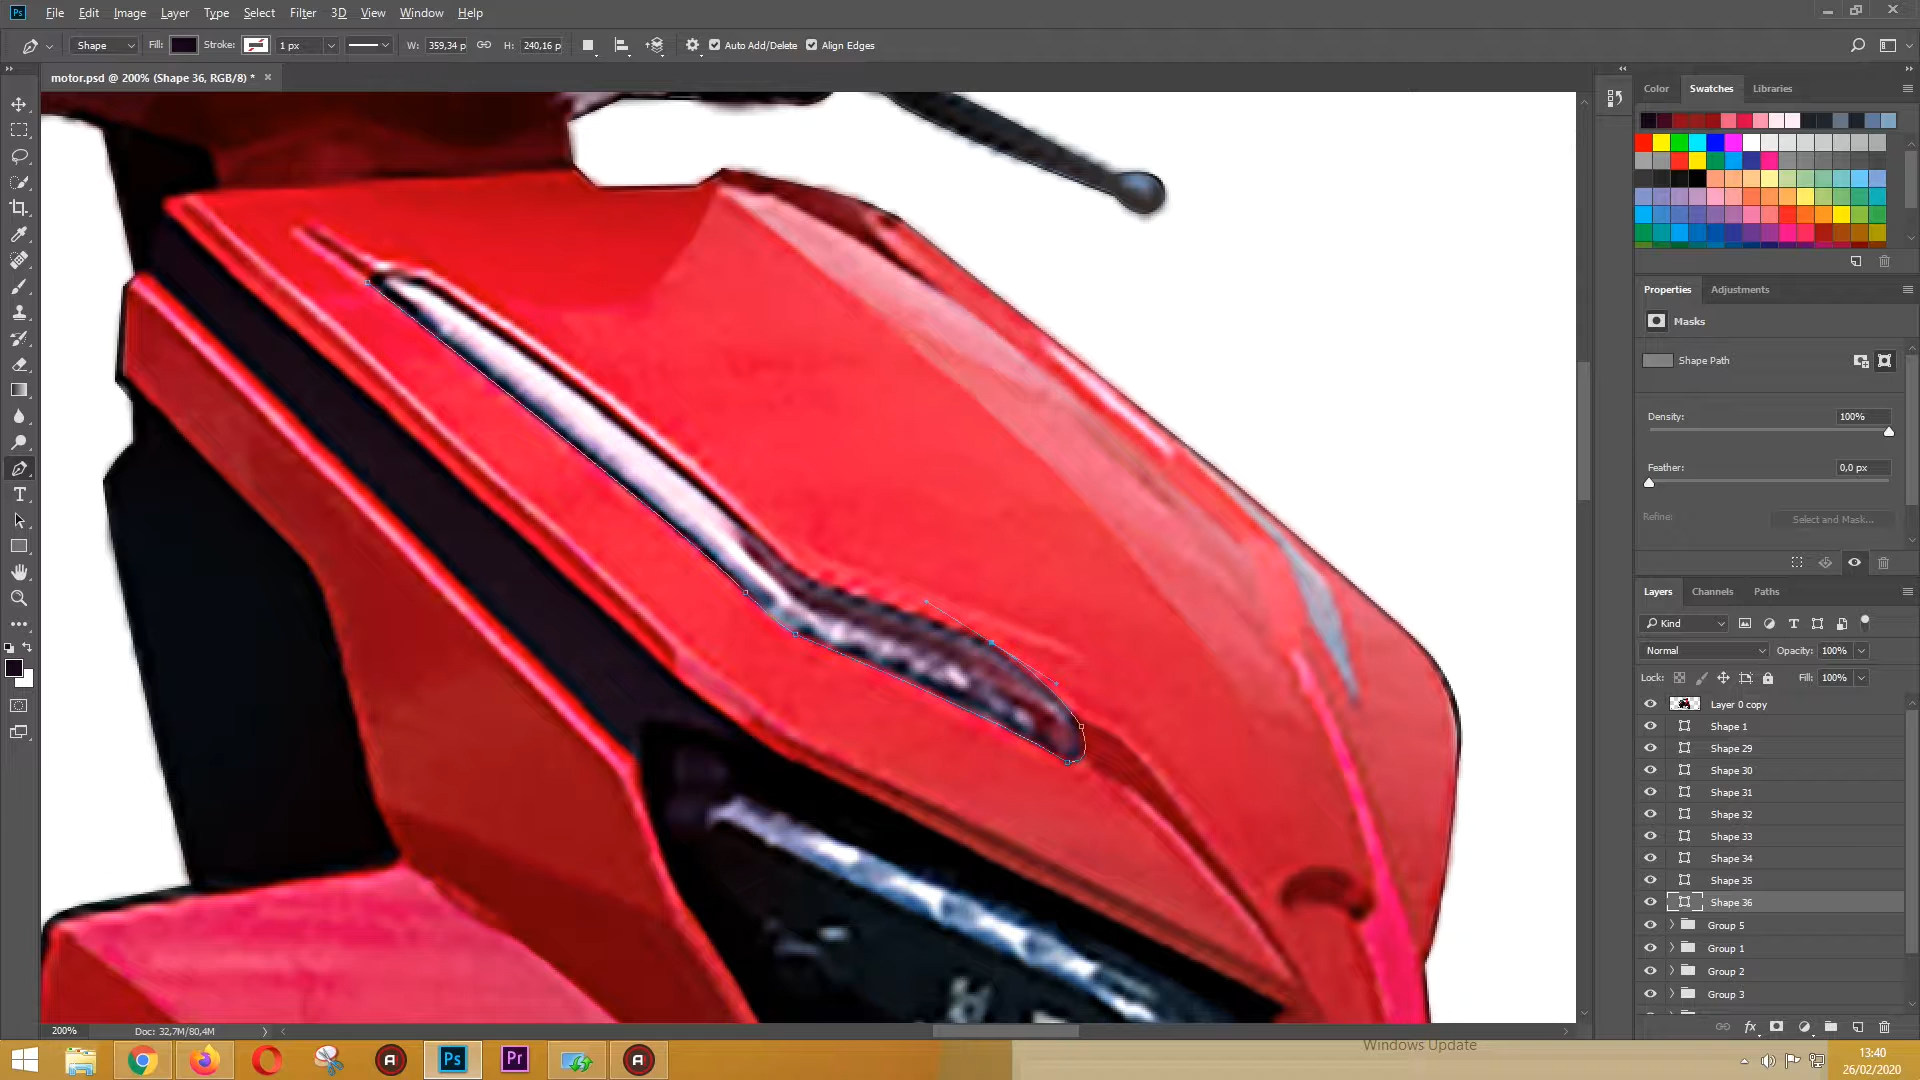 Ps File Edit Image Layer Type Select Filter 3D View Window Help
Shape Fill: Stroke: 1 px W: 359,34 p H: 240,16 p Auto Add/Delete Align Edges
motor.psd @ 200% (Shape 36, RGB/8) * ×
Color Swatches Libraries
Properties Adjustments
Masks
Shape Path
Density: 100%
Feather: 0,0 px
Refine: Select and Mask...
Layers Channels Paths
Kind
Normal Opacity: 100%
Lock: Fill: 100%
Layer 0 copy
Shape 1
Shape 29
Shape 30
Shape 31
Shape 32
Shape 33
Shape 34
Shape 35
Shape 36
Group 5
Group 1
Group 2
Group 3
200% Doc: 32,7M/80,4M
Windows Update
Ps Pr
13:40
26/02/2020